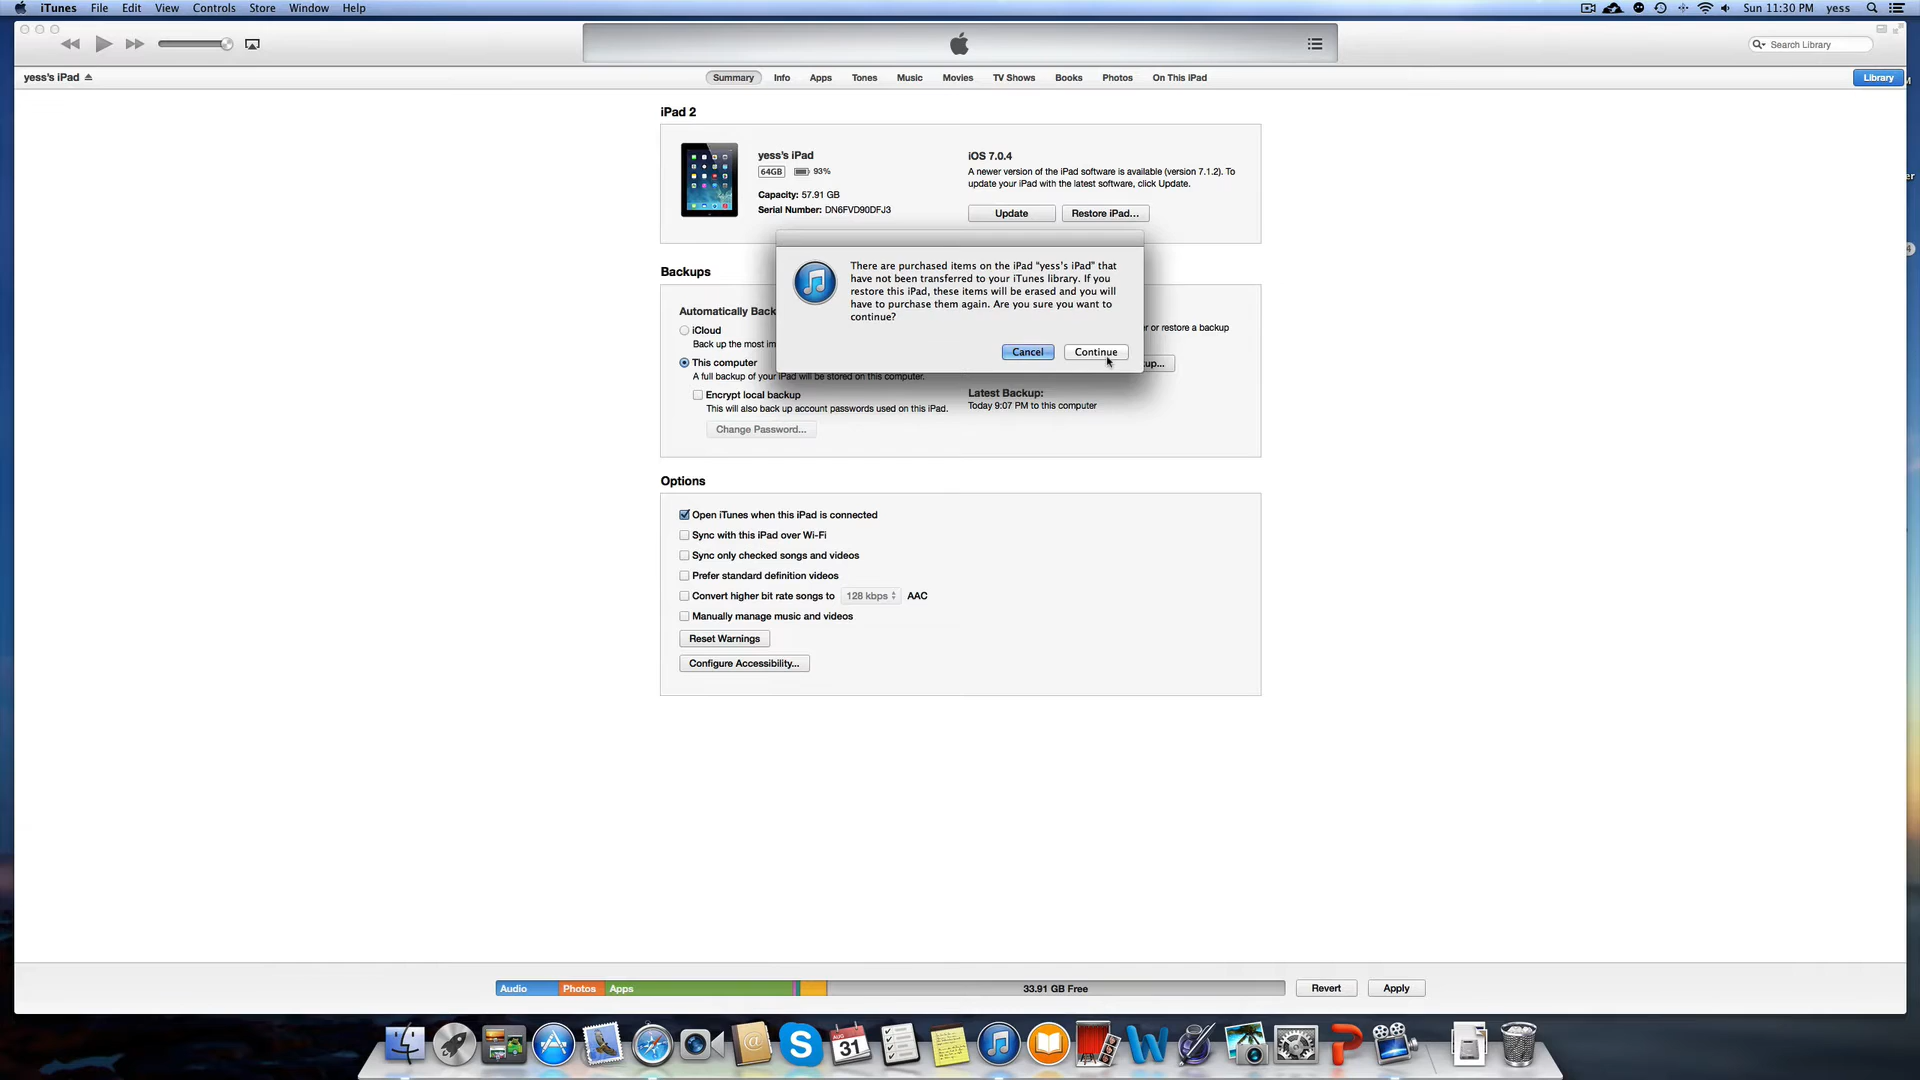 iTunes File Edit View Controls Store Window Help
Sun 11:30 PM yess
Search Library
yess's iPad
Summary Info Apps Tones Music Movies TV Shows Books Photos On This iPad
Library
iPad 2
yess's iPad
64GB 93%
Capacity: 57.91 GB
Serial Number: DN6FVD90DFJ3
iOS 7.0.4
A newer version of the iPad software is available (version 7.1.2). To
update your iPad with the latest software, click Update.
Update Restore iPad...
There are purchased items on the iPad "yess's iPad" that
have not been transferred to your iTunes library. If you
restore this iPad, these items will be erased and you will
have to purchase them again. Are you sure you want to
continue?
Cancel Continue
Backups
Automatically Back
iCloud
Back up the most im
This computer
A full backup of your iPad will be stored on this computer.
Encrypt local backup
This will also back up account passwords used on this iPad.
Change Password...
or restore a backup
Latest Backup:
Today 9:07 PM to this computer
Options
Open iTunes when this iPad is connected
Sync with this iPad over Wi-Fi
Sync only checked songs and videos
Prefer standard definition videos
Convert higher bit rate songs to 128 kbps AAC
Manually manage music and videos
Reset Warnings
Configure Accessibility...
Audio Photos Apps 33.91 GB Free
Revert Apply
AUG
31